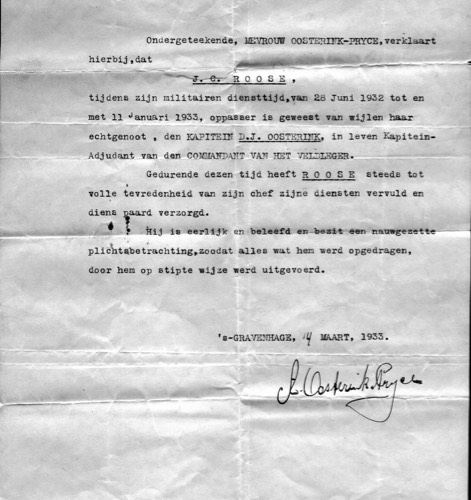 Ondergeteekende, MEVROUW OOSTERINK-PRYCE,verklaart
hierbij,dat
J. C. ROOSE,
tijdens zijn militairen diensttijd,van 28 Juni 1932 tot en
met 11 Januari 1933, oppasser is geweest van wijlen haar
echtgenoot , den KAPITEIN D.J. OOSTERINK, in leven Kapitein-
Adjudant van den COMMANDANT VAN HET VELDLEGER.
Gedurende dezen tijd heeft ROOSE steeds tot
volle tevredenheid van zijn chef zijne diensten vervuld en
diens paard verzorgd.
Hij is eerlijk en beleefd en bezit een nauwgezette
plichtsbetrachting,zoodat alles wat hem werd opgedragen,
door hem op stipte wijze werd uitgevoerd.
's-GRAVENHAGE, 14 MAART, 1933.
Oosterink-Pryce